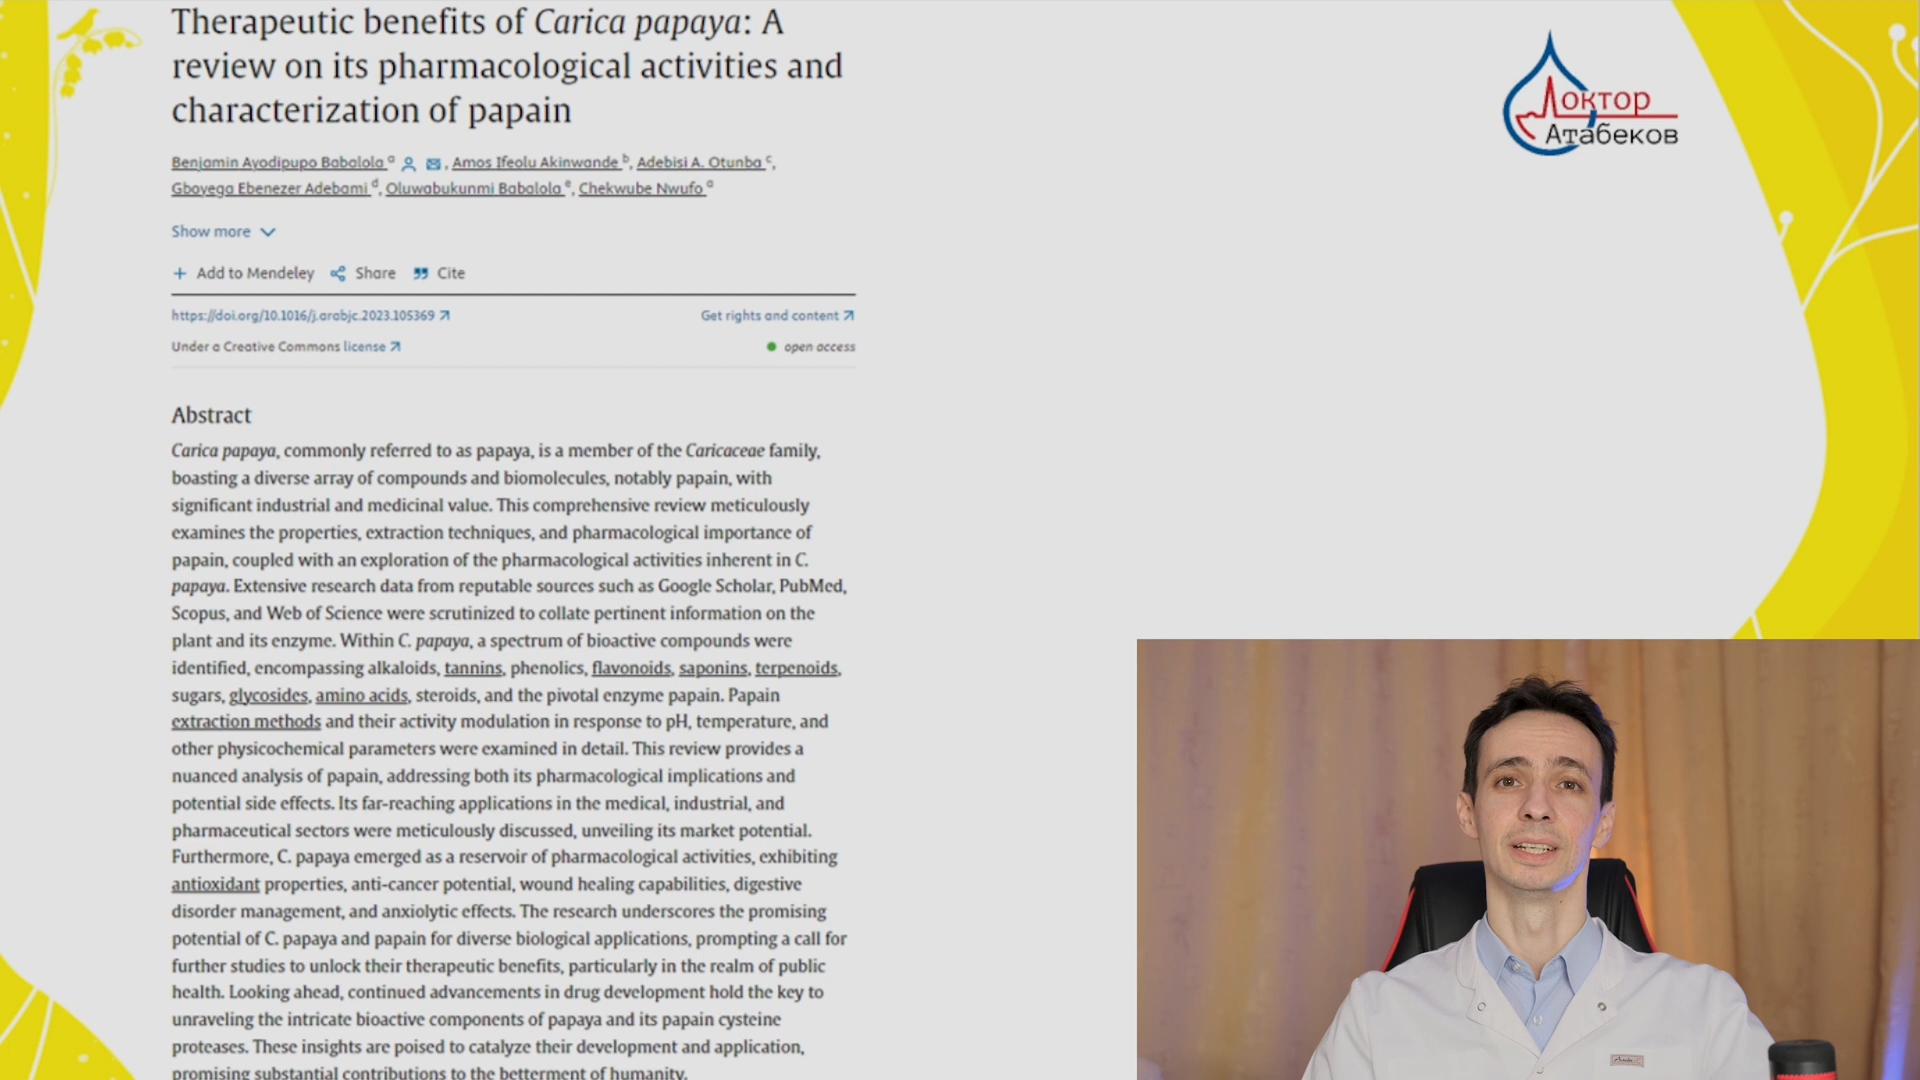 Therapeutic benefits of Carica papaya: A
review on its pharmacological activities and
characterization of papain
Benjamin Ayodipupo Babalola a, Amos Ifeolu Akinwande b, Adebisi A. Otunba c,
Gboyega Ebenezer Adebami d, Oluwabukunmi Babalola e, Chekwube Nwufo a
Show more
+ Add to Mendeley Share Cite
https://doi.org/10.1016/j.arabjc.2023.105369 Get rights and content
Under a Creative Commons license open access
Abstract
Carica papaya, commonly referred to as papaya, is a member of the Caricaceae family,
boasting a diverse array of compounds and biomolecules, notably papain, with
significant industrial and medicinal value. This comprehensive review meticulously
examines the properties, extraction techniques, and pharmacological importance of
papain, coupled with an exploration of the pharmacological activities inherent in C.
papaya. Extensive research data from reputable sources such as Google Scholar, PubMed,
Scopus, and Web of Science were scrutinized to collate pertinent information on the
plant and its enzyme. Within C. papaya, a spectrum of bioactive compounds were
identified, encompassing alkaloids, tannins, phenolics, flavonoids, saponins, terpenoids,
sugars, glycosides, amino acids, steroids, and the pivotal enzyme papain. Papain
extraction methods and their activity modulation in response to pH, temperature, and
other physicochemical parameters were examined in detail. This review provides a
nuanced analysis of papain, addressing both its pharmacological implications and
potential side effects. Its far-reaching applications in the medical, industrial, and
pharmaceutical sectors were meticulously discussed, unveiling its market potential.
Furthermore, C. papaya emerged as a reservoir of pharmacological activities, exhibiting
antioxidant properties, anti-cancer potential, wound healing capabilities, digestive
disorder management, and anxiolytic effects. The research underscores the promising
potential of C. papaya and papain for diverse biological applications, prompting a call for
further studies to unlock their therapeutic benefits, particularly in the realm of public
health. Looking ahead, continued advancements in drug development hold the key to
unraveling the intricate bioactive components of papaya and its papain cysteine
proteases. These insights are poised to catalyze their development and application,
promising substantial contributions to the betterment of humanity.
Доктор
Атабеков